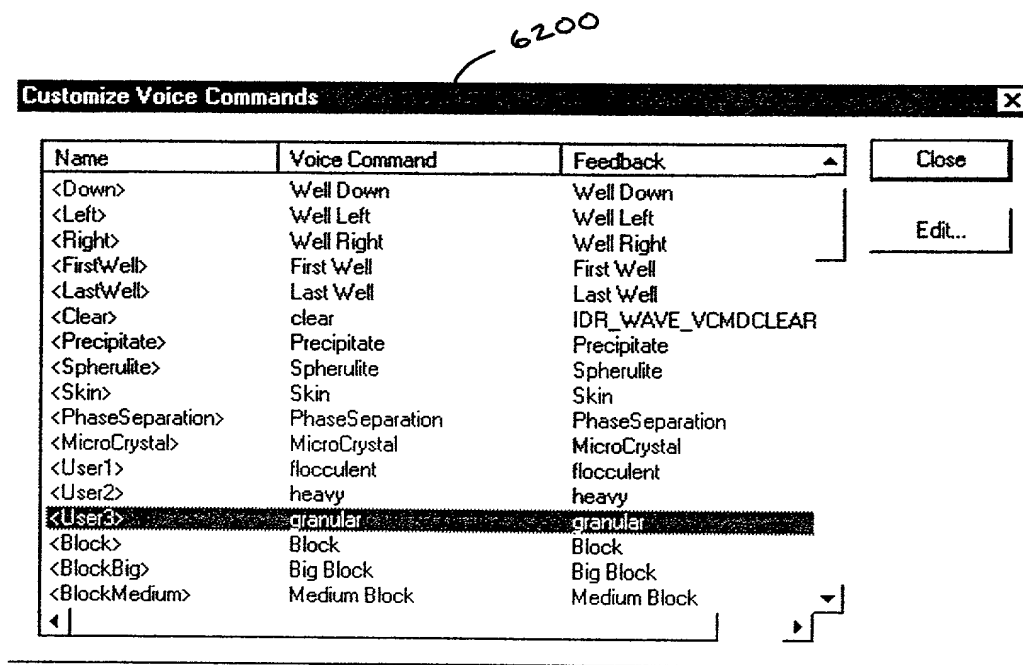 6200
Customize Voice Commands
Name Voice Command Feedback Close
<Down> Well Down Well Down
<Left> Well Left Well Left Edit...
<Right> Well Right Well Right
<FirstWell> First Well First Well
<LastWell> Last Well Last Well
<Clear> clear IDR_WAVE_VCMDCLEAR
<Precipitate> Precipitate Precipitate
<Spherulite> Spherulite Spherulite
<Skin> Skin Skin
<PhaseSeparation> PhaseSeparation PhaseSeparation
<MicroCrystal> MicroCrystal MicroCrystal
<User1> flocculent flocculent
<User2> heavy heavy
<User3> granular granular
<Block> Block Block
<BlockBig> Big Block Big Block
<BlockMedium> Medium Block Medium Block